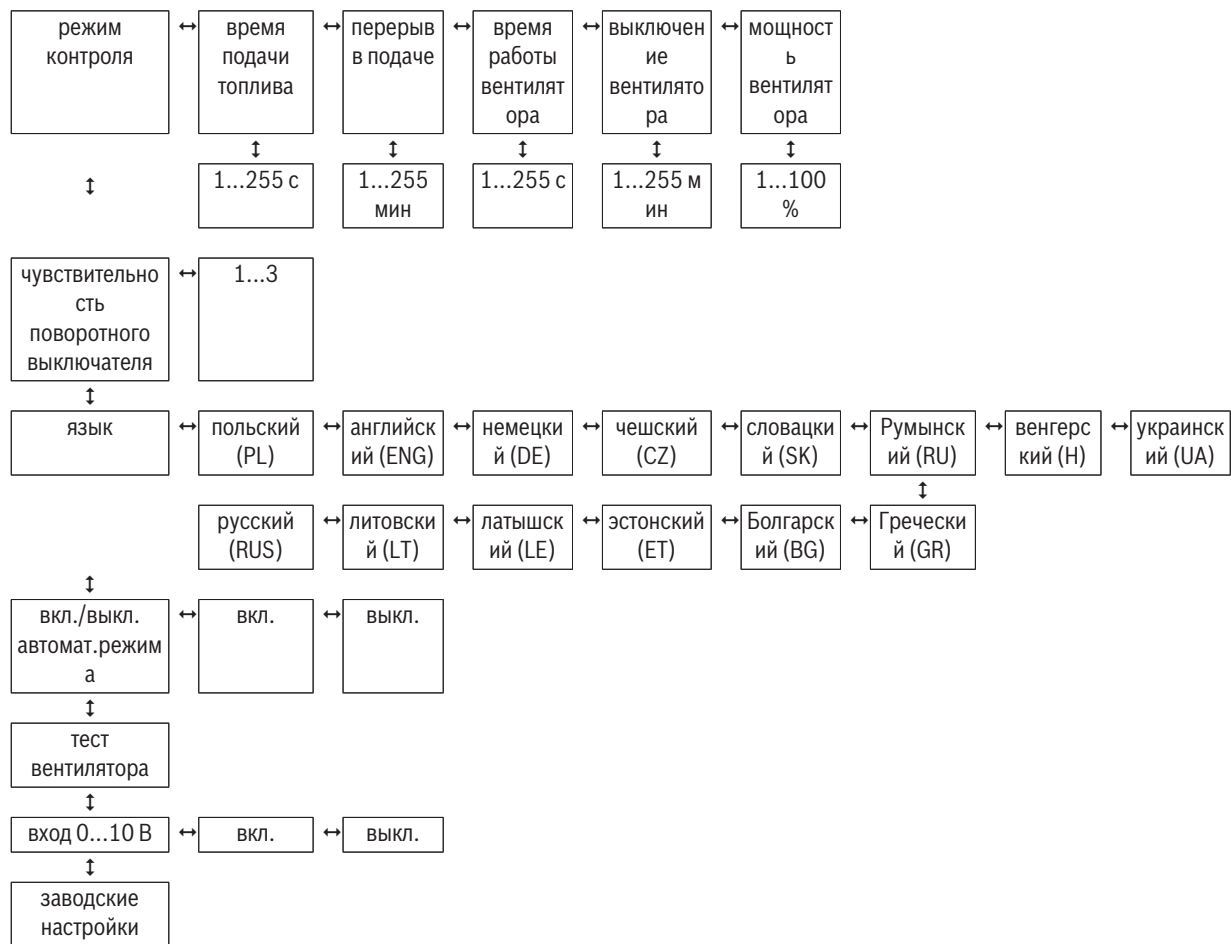 режим
контроля
время
подачи
топлива
перерыв
в подаче
время
работы
вентилят
ора
выключен
ие
вентилято
ра
мощност
ь
вентилят
ора
1...255 с
1...255
мин
1...255 с
1...255 м
ин
1...100
%
чувствительно
сть
поворотного
выключателя
1...3
язык
польский
(PL)
английск
ий (ENG)
немецки
й (DE)
чешский
(CZ)
словацки
й (SK)
Румынск
ий (RU)
венгерс
кий (H)
украинск
ий (UA)
русский
(RUS)
литовски
й (LT)
латышск
ий (LE)
эстонский
(ET)
Болгарск
ий (BG)
Гречески
й (GR)
вкл./выкл.
автомат.режим
а
вкл.
выкл.
тест
вентилятора
вход 0...10 В
вкл.
выкл.
заводские
настройки